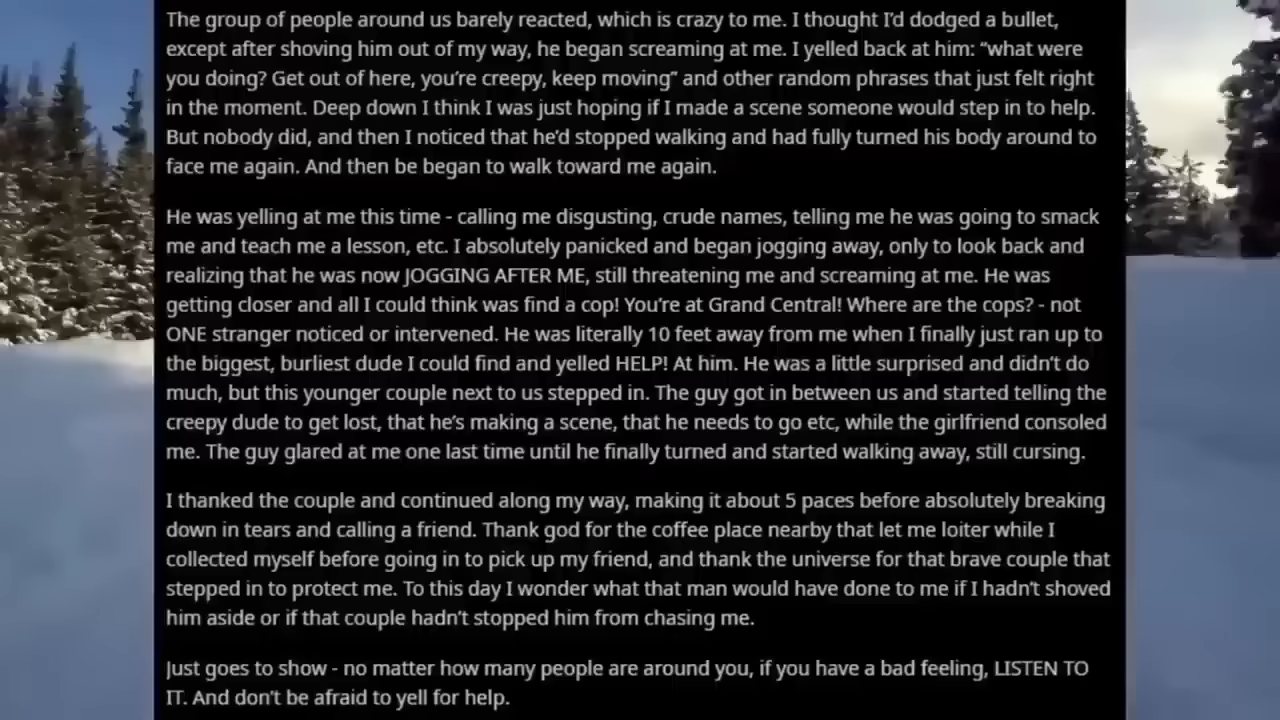 The group of people around us barely reacted, which is crazy to me. I thought I'd dodged a bullet,
except after shoving him out of my way, he began screaming at me. I yelled back at him: “what were
you doing? Get out of here, you're creepy, keep moving” and other random phrases that just felt right
in the moment. Deep down I think I was just hoping if I made a scene someone would step in to help.
But nobody did, and then I noticed that he'd stopped walking and had fully turned his body around to
face me again. And then be began to walk toward me again.
He was yelling at me this time - calling me disgusting, crude names, telling me he was going to smack
me and teach me a lesson, etc. I absolutely panicked and began jogging away, only to look back and
realizing that he was now JOGGING AFTER ME, still threatening me and screaming at me. He was
getting closer and all I could think was find a cop! You're at Grand Central! Where are the cops? - not
ONE stranger noticed or intervened. He was literally 10 feet away from me when I finally just ran up to
the biggest, burliest dude I could find and yelled HELP! At him. He was a little surprised and didn't do
much, but this younger couple next to us stepped in. The guy got in between us and started telling the
creepy dude to get lost, that he's making a scene, that he needs to go etc, while the girlfriend consoled
me. The guy glared at me one last time until he finally turned and started walking away, still cursing.
I thanked the couple and continued along my way, making it about 5 paces before absolutely breaking
down in tears and calling a friend. Thank god for the coffee place nearby that let me loiter while I
collected myself before going in to pick up my friend, and thank the universe for that brave couple that
stepped in to protect me. To this day I wonder what that man would have done to me if I hadn't shoved
him aside or if that couple hadn't stopped him from chasing me.
Just goes to show - no matter how many people are around you, if you have a bad feeling, LISTEN TO
IT. And don't be afraid to yell for help.